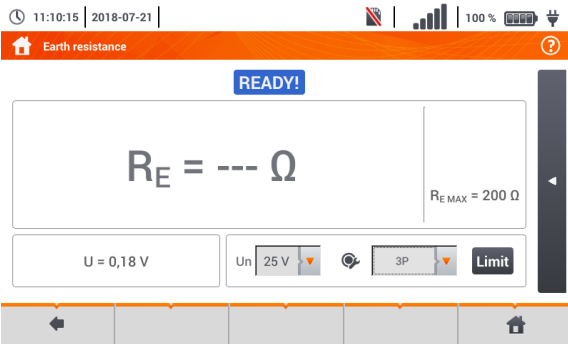 11:10:15 2018-07-21 100 %
Earth resistance ?
READY!
RE = --- Ω
RE MAX = 200 Ω
U = 0,18 V Un 25 V 3P Limit